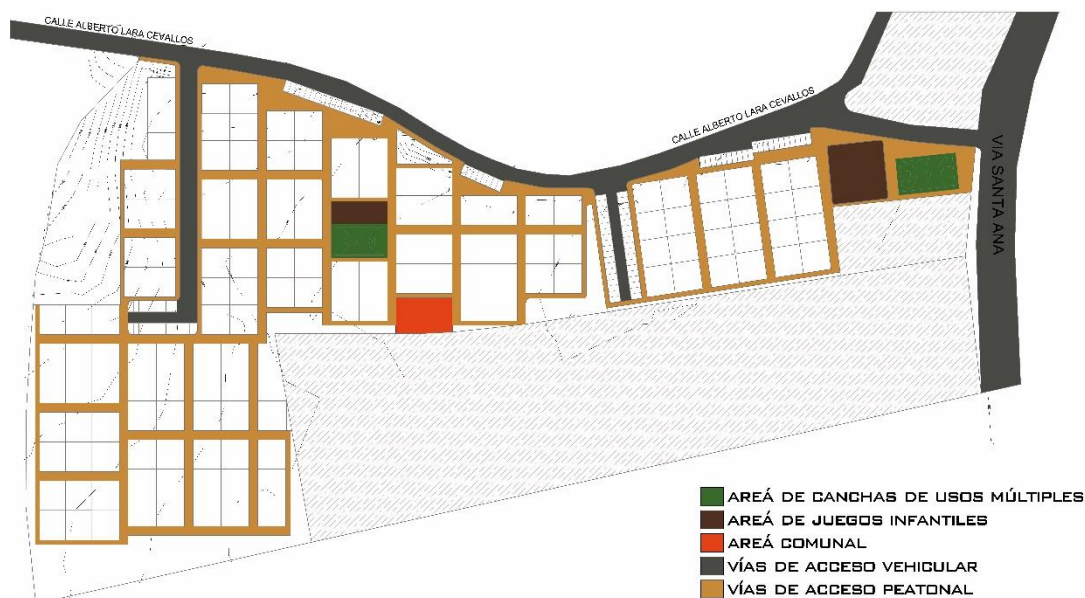 CALLE ALBERTO LARA CEVALLOS
CALLE ALBERTO LARA CEVALLOS
VIA SANTA ANA
AREÁ DE CANCHAS DE USOS MÚLTIPLES
AREÁ DE JUEGOS INFANTILES
AREÁ COMUNAL
VÍAS DE ACCESO VEHICULAR
VÍAS DE ACCESO PEATONAL